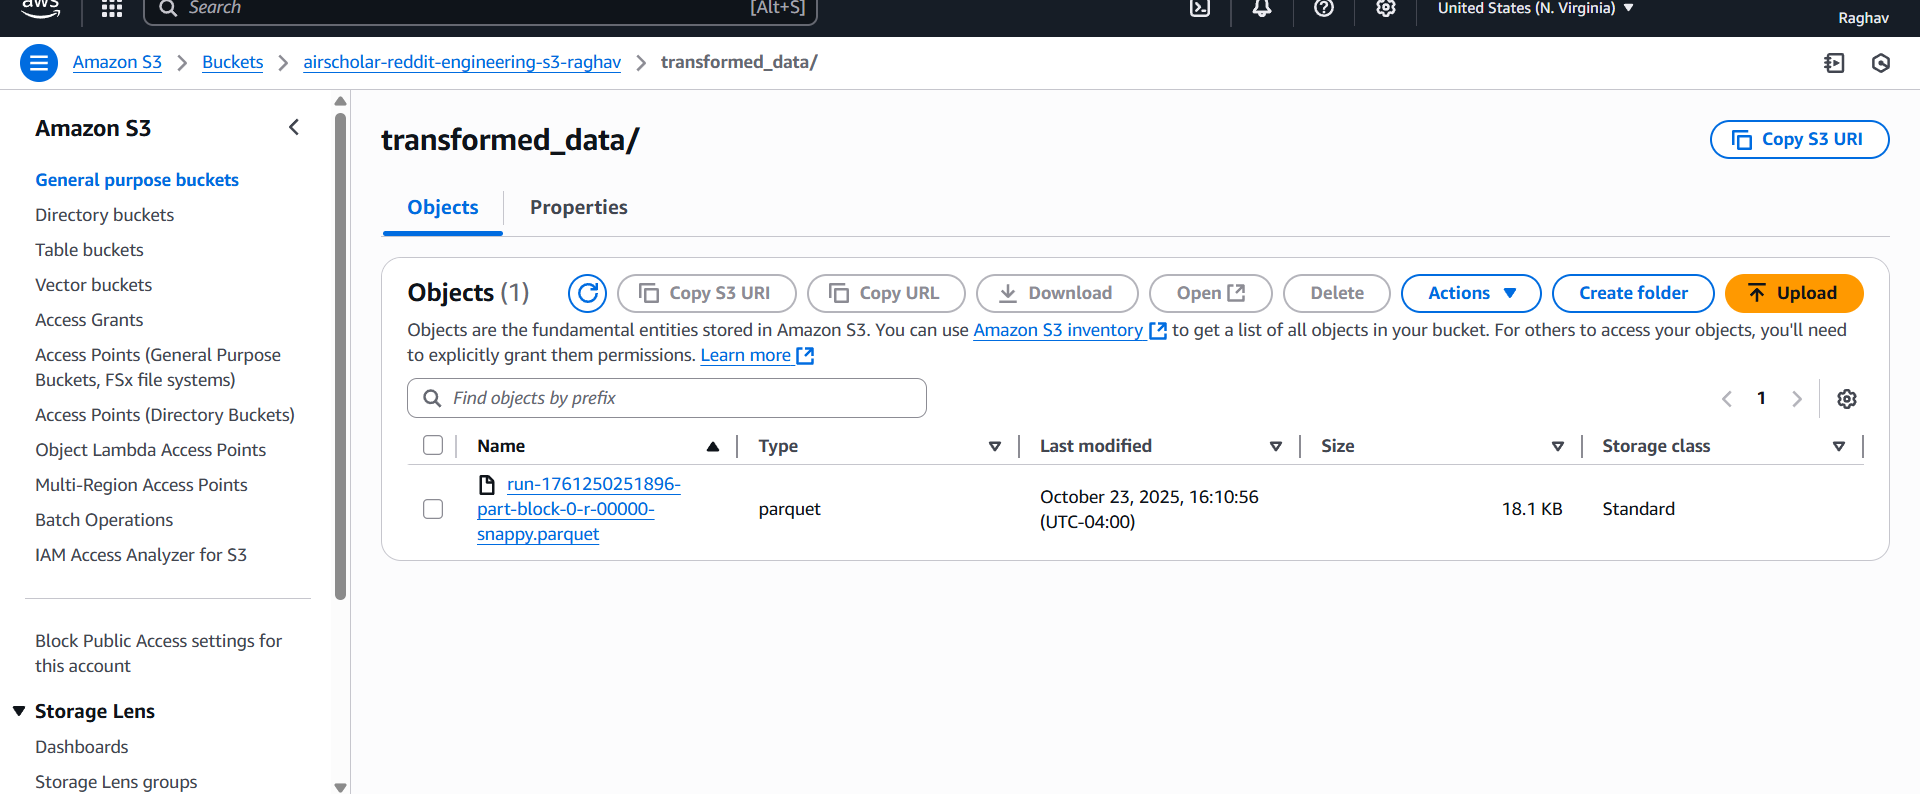 aws
Search
[Alt+S]
United States (N. Virginia)
Raghav
Amazon S3
Buckets
airscholar-reddit-engineering-s3-raghav
transformed_data/
Amazon S3
General purpose buckets
Directory buckets
Table buckets
Vector buckets
Access Grants
Access Points (General Purpose
Buckets, FSx file systems)
Access Points (Directory Buckets)
Object Lambda Access Points
Multi-Region Access Points
Batch Operations
IAM Access Analyzer for S3
Block Public Access settings for
this account
Storage Lens
Dashboards
Storage Lens groups
transformed_data/
Copy S3 URI
Objects
Properties
Objects (1)
Copy S3 URI
Copy URL
Download
Open
Delete
Actions
Create folder
Upload
Objects are the fundamental entities stored in Amazon S3. You can use Amazon S3 inventory to get a list of all objects in your bucket. For others to access your objects, you'll need
to explicitly grant them permissions. Learn more
Find objects by prefix
1
Name
Type
Last modified
Size
Storage class
run-1761250251896-
part-block-0-r-00000-
snappy.parquet
parquet
October 23, 2025, 16:10:56
(UTC-04:00)
18.1 KB
Standard